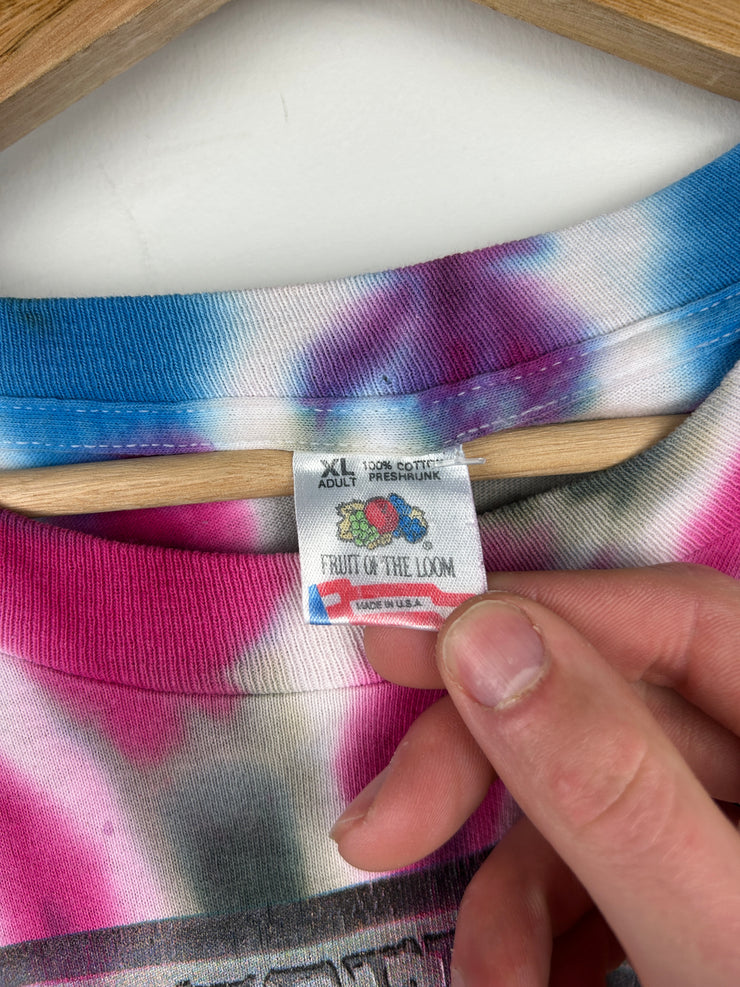 XL 100% COTTON
ADULT PRESHRUNK
®
FRUIT OF THE LOOM
MADE IN U.S.A.